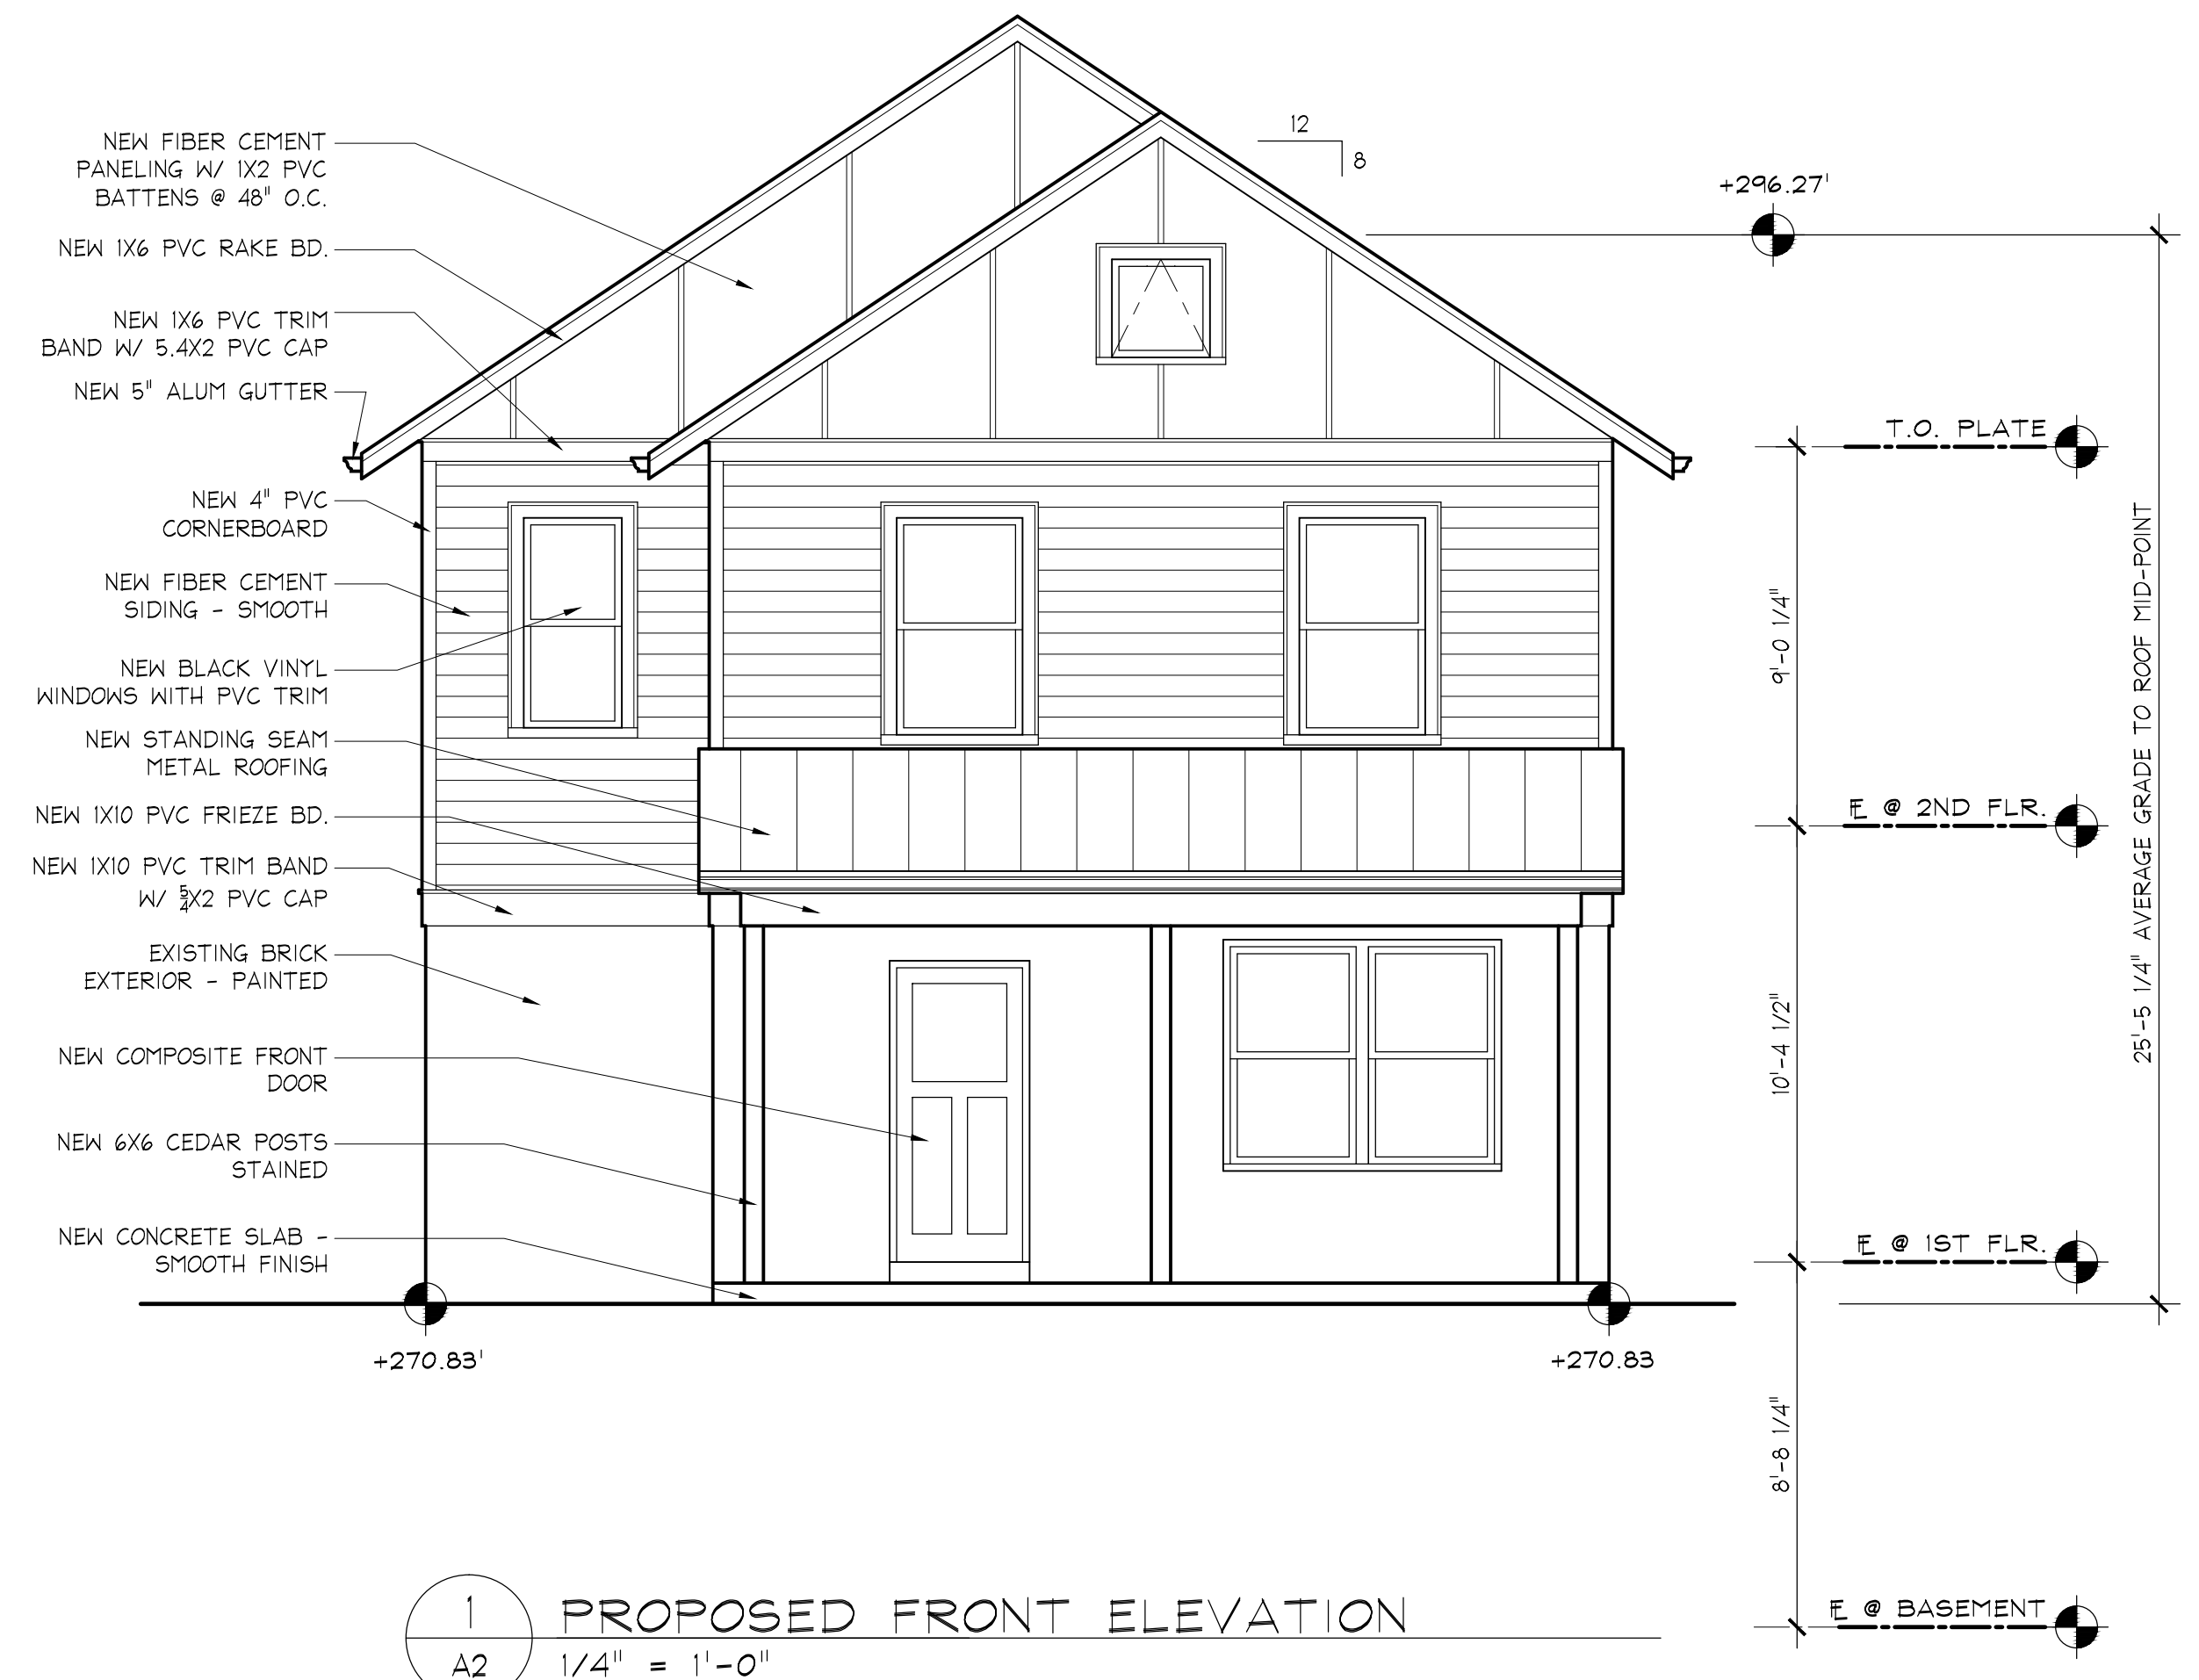 NEW FIBER CEMENT
PANELING W/ 1X2 PVC
BATTENS @ 48" O.C.
NEW 1X6 PVC RAKE BD.
NEW 1X6 PVC TRIM
BAND W/ 5.4X2 PVC CAP
NEW 5" ALUM GUTTER
NEW 4" PVC
CORNERBOARD
NEW FIBER CEMENT
SIDING - SMOOTH
NEW BLACK VINYL
WINDOWS WITH PVC TRIM
NEW STANDING SEAM
METAL ROOFING
NEW 1X10 PVC FRIEZE BD.
NEW 1X10 PVC TRIM BAND
W/ 5/4X2 PVC CAP
EXISTING BRICK
EXTERIOR - PAINTED
NEW COMPOSITE FRONT
DOOR
NEW 6X6 CEDAR POSTS
STAINED
NEW CONCRETE SLAB -
SMOOTH FINISH
12
8
+296.27'
T.O. PLATE
9'-0 1/4"
FL @ 2ND FLR.
10'-4 1/2"
FL @ 1ST FLR.
8'-8 1/4"
FL @ BASEMENT
25'-5 1/4" AVERAGE GRADE TO ROOF MID-POINT
+270.83'
+270.83
1
A2
PROPOSED FRONT ELEVATION
1/4" = 1'-0"